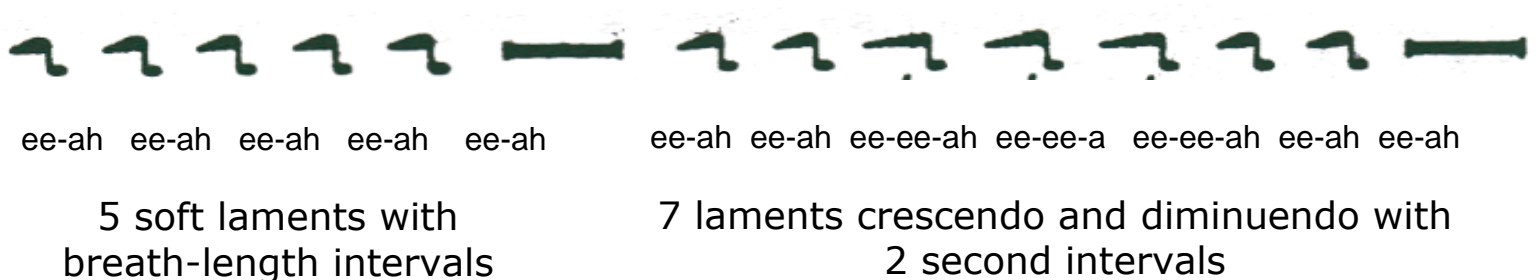 ee-ah ee-ah ee-ah ee-ah ee-ah
5 soft laments with
breath-length intervals
ee-ah ee-ah ee-ee-ah ee-ee-a ee-ee-ah ee-ah ee-ah
7 laments crescendo and diminuendo with
2 second intervals